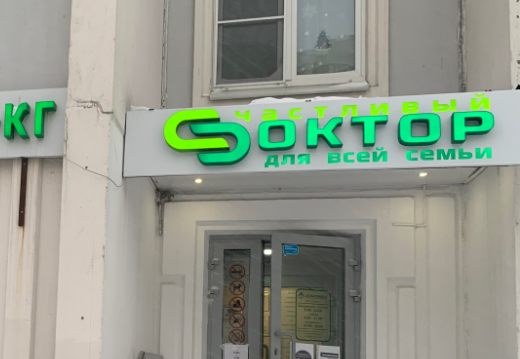 КГ
Счастливый
Доктор
для всей семьи